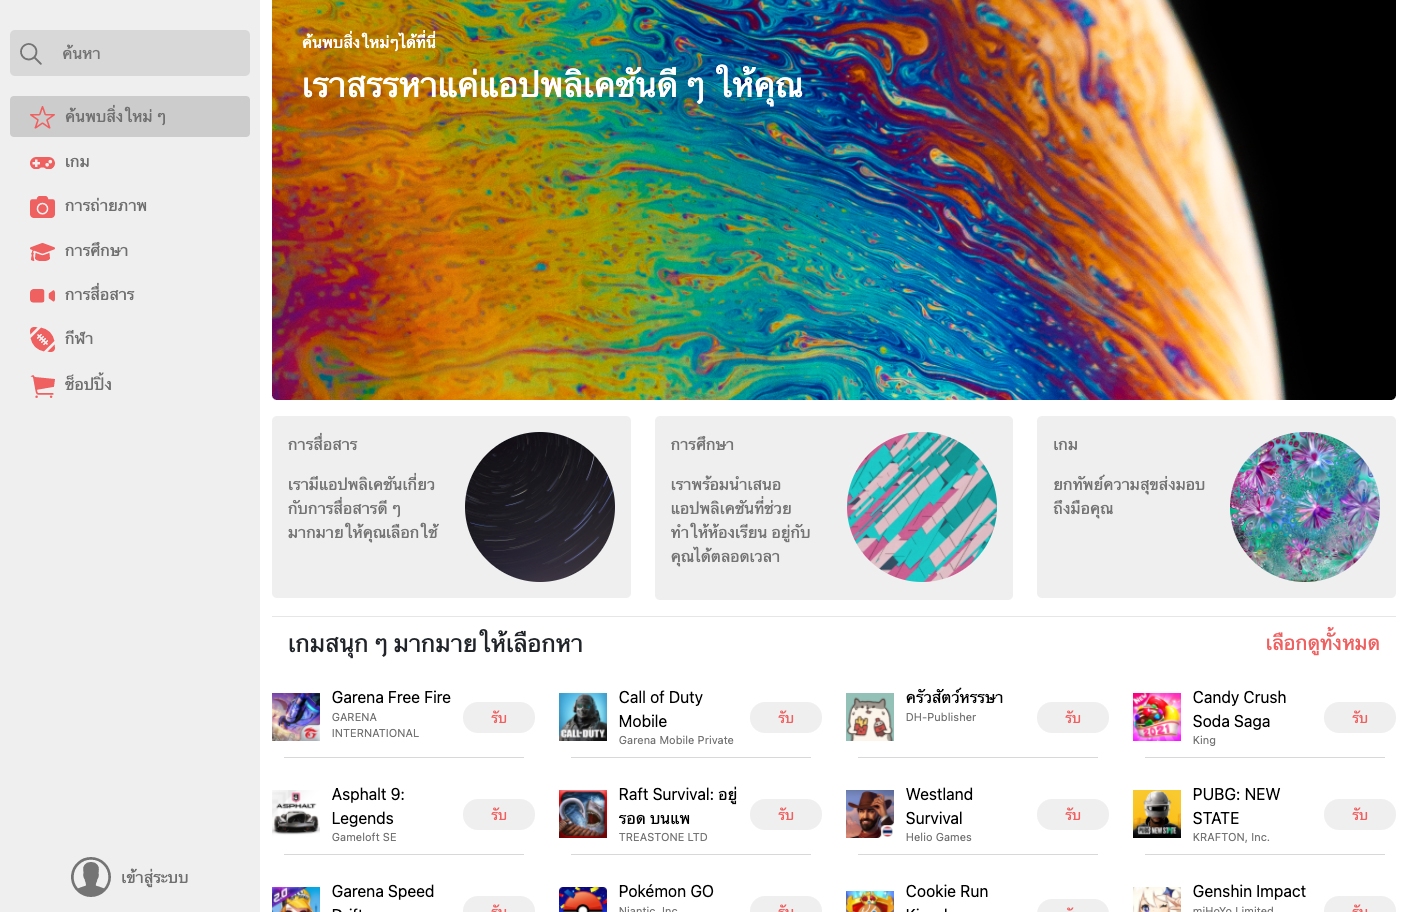 ค้นหา
ค้นพบสิ่งใหม่ ๆ
เกม
การถ่ายภาพ
การศึกษา
การสื่อสาร
กีฬา
ช็อปปิ้ง
เข้าสู่ระบบ
ค้นพบสิ่งใหม่ๆได้ที่นี่
เราสรรหาแค่แอปพลิเคชันดี ๆ ให้คุณ
การสื่อสาร
เรามีแอปพลิเคชันเกี่ยว
กับการสื่อสารดี ๆ
มากมายให้คุณเลือกใช้
การศึกษา
เราพร้อมนำเสนอ
แอปพลิเคชันที่ช่วย
ทำให้ห้องเรียน อยู่กับ
คุณได้ตลอดเวลา
เกม
ยกทัพย์ความสุขส่งมอบ
ถึงมือคุณ
เกมสนุก ๆ มากมายให้เลือกหา
เลือกดูทั้งหมด
Garena Free Fire
GARENA
INTERNATIONAL
รับ
CALL·DUTY
Call of Duty
Mobile
Garena Mobile Private
รับ
ครัวสัตว์หรรษา
DH-Publisher
รับ
2021
Candy Crush
Soda Saga
King
รับ
ASPHALT
Asphalt 9:
Legends
Gameloft SE
รับ
Raft Survival: อยู่
รอด บนแพ
TREASTONE LTD
รับ
Westland
Survival
Helio Games
รับ
PUBG NEW STATE
PUBG: NEW
STATE
KRAFTON, Inc.
รับ
2.0
Garena Speed
รับ
Pokémon GO
Niantic, Inc.
รับ
Cookie Run
รับ
Genshin Impact
miHoYo Limited
รับ